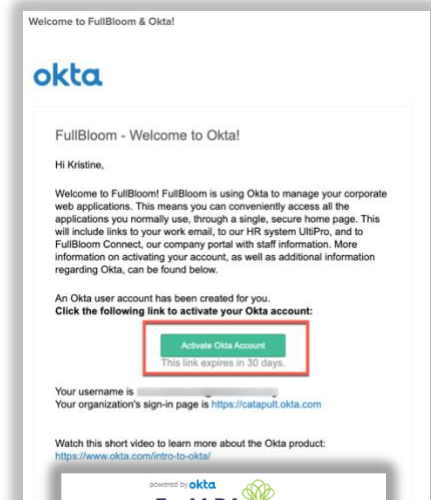 Welcome to FullBloom & Okta!
okta
FullBloom - Welcome to Okta!
Hi Kristine,
Welcome to FullBloom! FullBloom is using Okta to manage your corporate
web applications. This means you can conveniently access all the
applications you normally use, through a single, secure home page. This
will include links to your work email, to our HR system UltiPro, and to
FullBloom Connect, our company portal with staff information. More
information on activating your account, as well as additional information
regarding Okta, can be found below.
An Okta user account has been created for you.
Click the following link to activate your Okta account:
Activate Okta Account
This link expires in 30 days.
Your username is
Your organization's sign-in page is https://catapult.okta.com
Watch this short video to learn more about the Okta product:
https://www.okta.com/intro-to-okta/
powered by okta